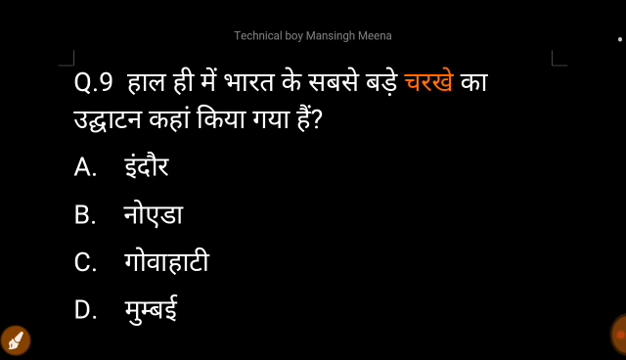 Technical boy Mansingh Meena
Q.9 हाल ही में भारत के सबसे बड़े चरखे का
उद्घाटन कहां किया गया हैं?
A. इंदौर
B. नोएडा
C. गोवाहाटी
D. मुम्बई